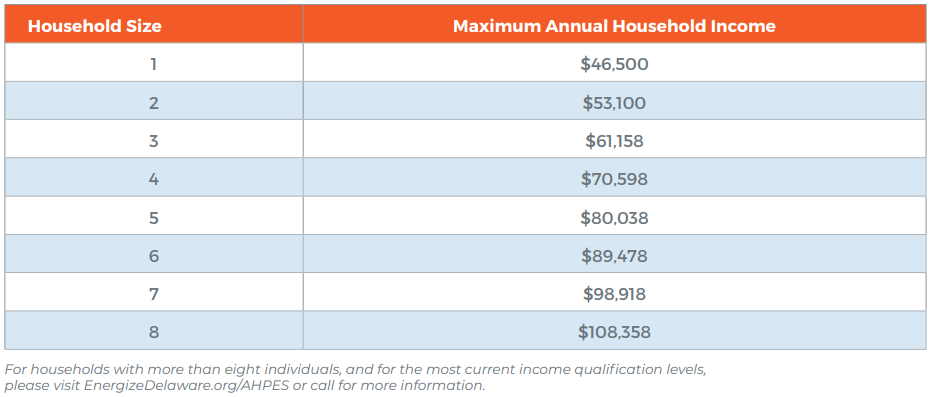 Household Size Maximum Annual Household Income
1 $46,500
2 $53,100
3 $61,158
4 $70,598
5 $80,038
6 $89,478
7 $98,918
8 $108,358
For households with more than eight individuals, and for the most current income qualification levels,
please visit EnergizeDelaware.org/AHPES or call for more information.